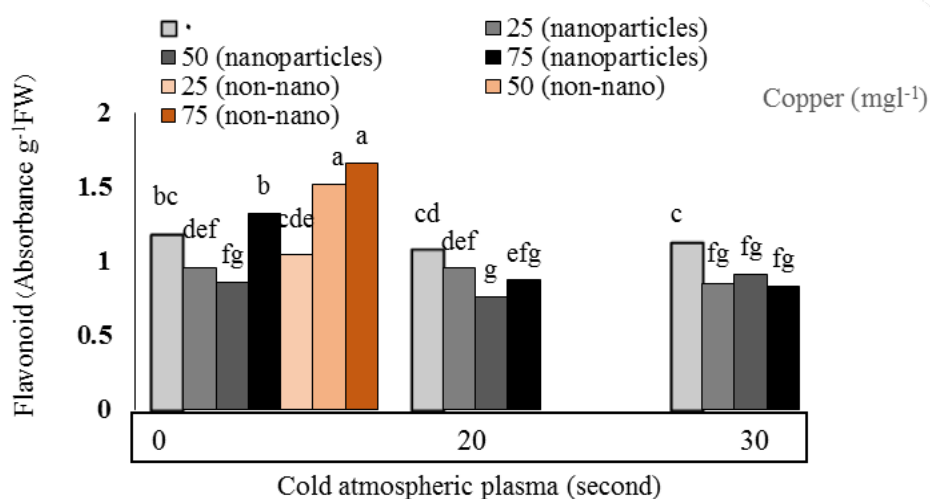 ٠
25 (nanoparticles)
50 (nanoparticles)
75 (nanoparticles)
25 (non-nano)
50 (non-nano)
75 (non-nano)
Copper (mgl⁻¹)
Flavonoid (Absorbance g⁻¹FW)
2
1.5
1
0.5
0
bc
def
fg
b
cde
a
a
cd
def
g
efg
c
fg
fg
fg
0 20 30
Cold atmospheric plasma (second)